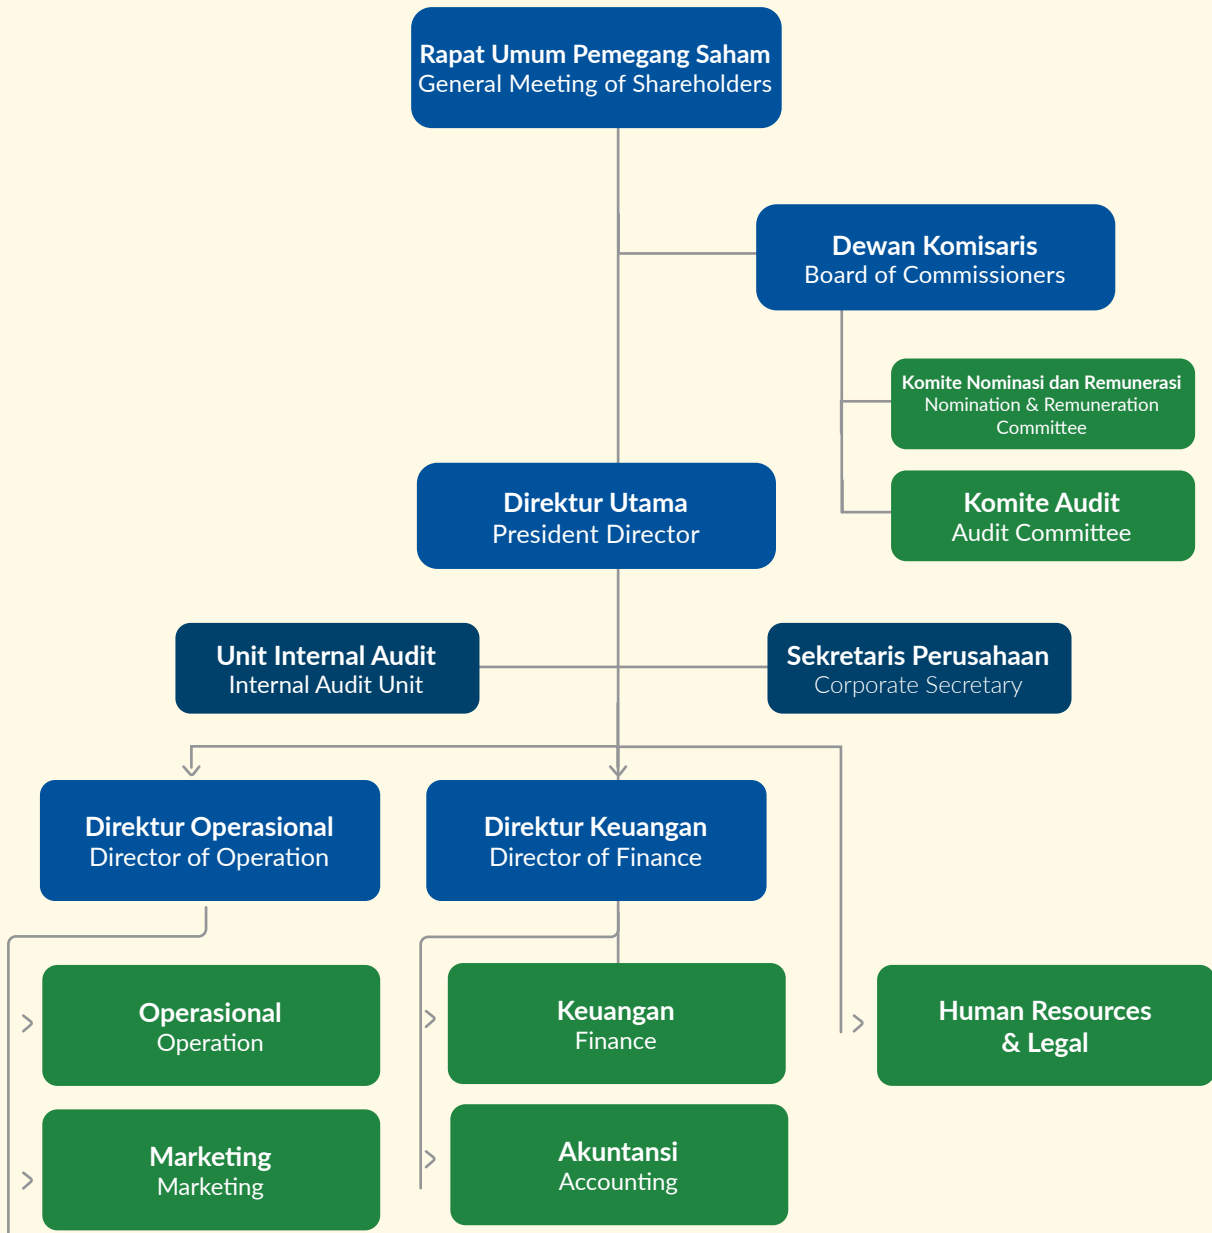 Rapat Umum Pemegang Saham
General Meeting of Shareholders
Dewan Komisaris
Board of Commissioners
Komite Nominasi dan Remunerasi
Nomination & Remuneration
Committee
Direktur Utama
President Director
Komite Audit
Audit Committee
Unit Internal Audit
Internal Audit Unit
Sekretaris Perusahaan
Corporate Secretary
Direktur Operasional
Director of Operation
Direktur Keuangan
Director of Finance
Operasional
Operation
Keuangan
Finance
Human Resources
& Legal
Marketing
Marketing
Akuntansi
Accounting